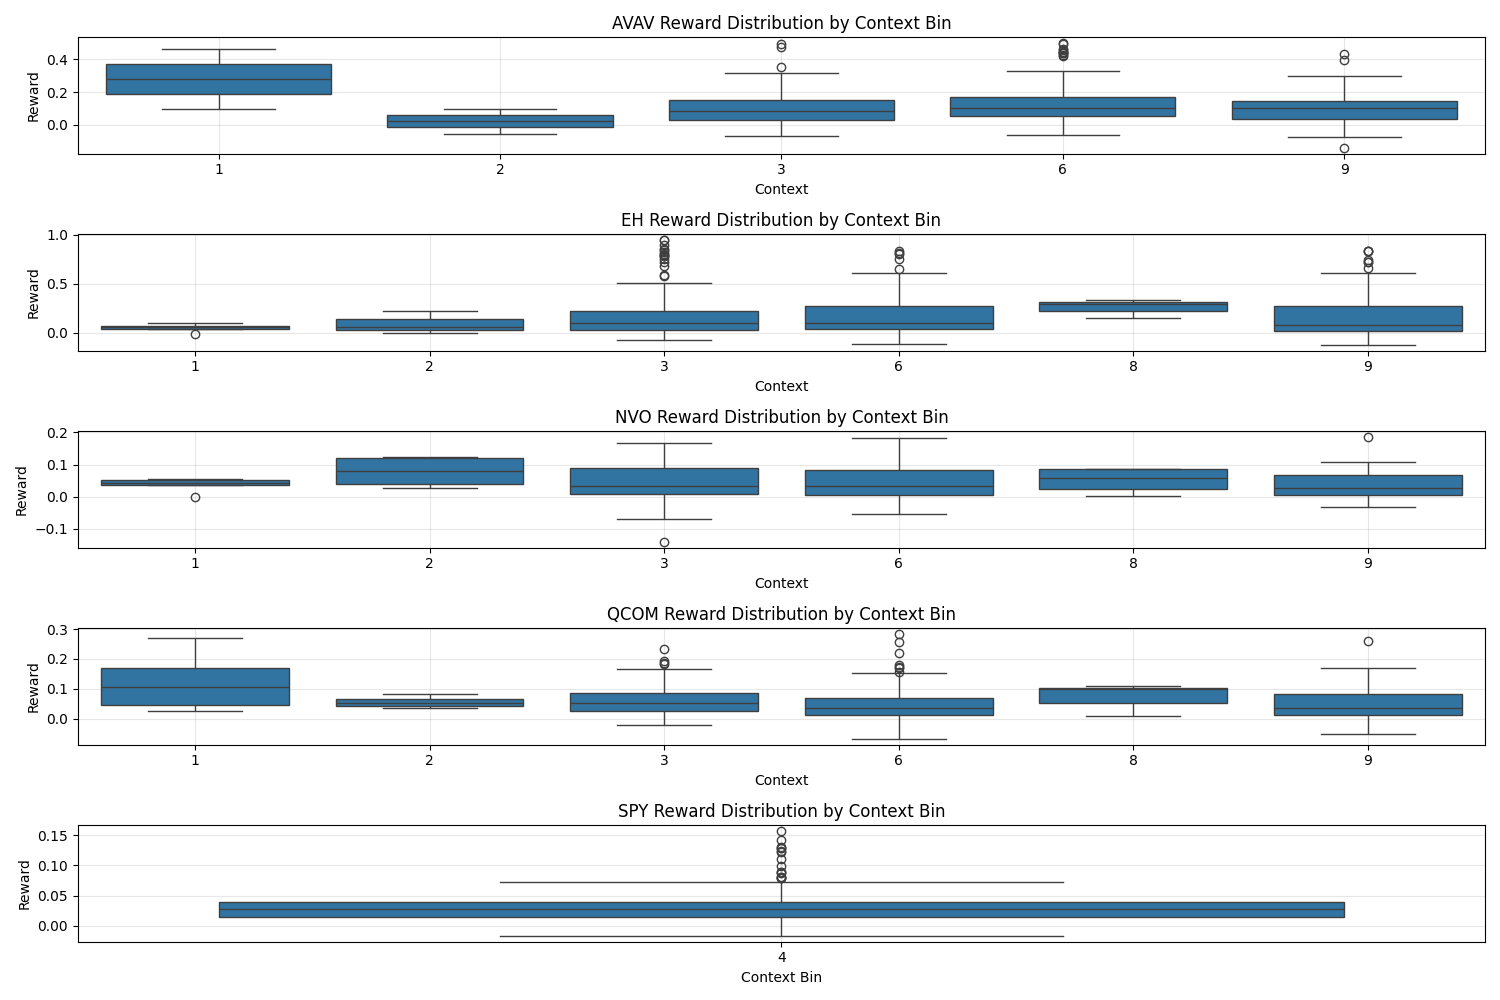 AVAV Reward Distribution by Context Bin
Reward
0.4
0.2
0.0
1 2 3 6 9
Context
EH Reward Distribution by Context Bin
Reward
1.0
0.5
0.0
1 2 3 6 8 9
Context
NVO Reward Distribution by Context Bin
Reward
0.2
0.1
0.0
−0.1
1 2 3 6 8 9
Context
QCOM Reward Distribution by Context Bin
Reward
0.3
0.2
0.1
0.0
1 2 3 6 8 9
Context
SPY Reward Distribution by Context Bin
Reward
0.15
0.10
0.05
0.00
4
Context Bin